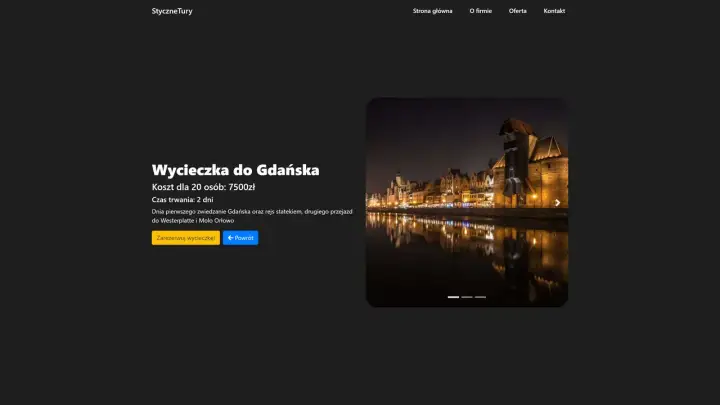 StyczneTury
Strona główna
O firmie
Oferta
Kontakt
Wycieczka do Gdańska
Koszt dla 20 osób: 7500zł
Czas trwania: 2 dni
Dnia pierwszego zwiedzanie Gdańska oraz rejs statekiem, drugiego przejazd
do Westerplatte i Molo Orłowo
Zarezerwuj wycieczkę!
Powrót